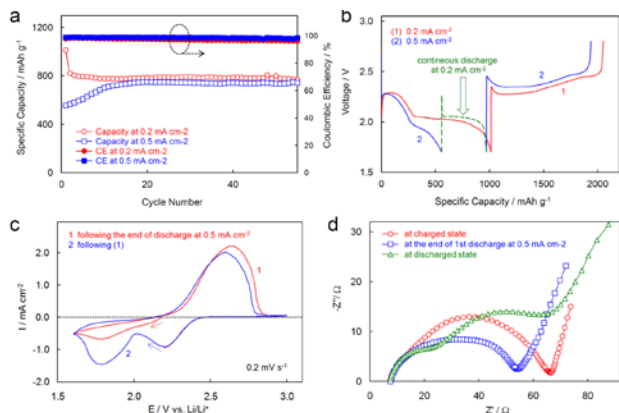 a
1200
900
600
300
0
Specific Capacity / mAh g-1
100
80
60
40
20
0
Coulombic Efficiency / %
Capacity at 0.2 mA cm-2
Capacity at 0.5 mA cm-2
CE at 0.2 mA cm-2
CE at 0.5 mA cm-2
0
20
40
Cycle Number
b
(1) 0.2 mA cm-2
(2) 0.5 mA cm-2
contineous discharge
at 0.2 mA cm-2
3.0
2.6
2.1
1.7
Voltage / V
2
1
2
0
500
1000
1500
2000
Specific Capacity / mAh g-1
c
1 following the end of discharge at 0.5 mA cm-2
2 following (1)
2.0
1.0
0.0
-1.0
-2.0
I / mA cm-2
1
2
0.2 mV s-1
1.5
2.0
2.5
3.0
E / V vs. Li/Li+
d
at charged state
at the end of 1st discharge at 0.5 mA cm-2
at discharged state
-30
-20
-10
0
10
-Z"/ Ω
0
20
40
60
80
Z' / Ω